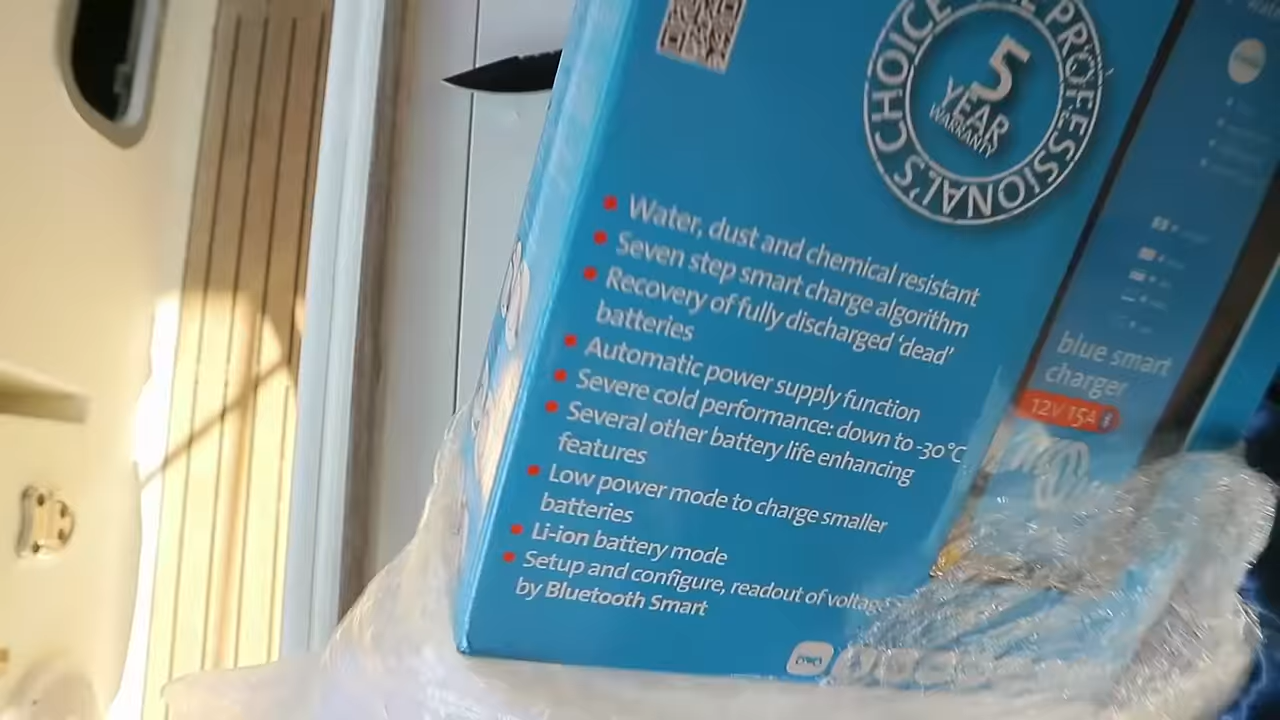 PROFESSIONAL'S CHOICE
5
YEAR
WARRANTY
Water, dust and chemical resistant
Seven step smart charge algorithm
Recovery of fully discharged ‘dead’
batteries
Automatic power supply function
Severe cold performance: down to -30°C
Several other battery life enhancing
features
Low power mode to charge smaller
batteries
Li-ion battery mode
Setup and configure, readout of voltage
by Bluetooth Smart
blue smart
charger
12V 15A